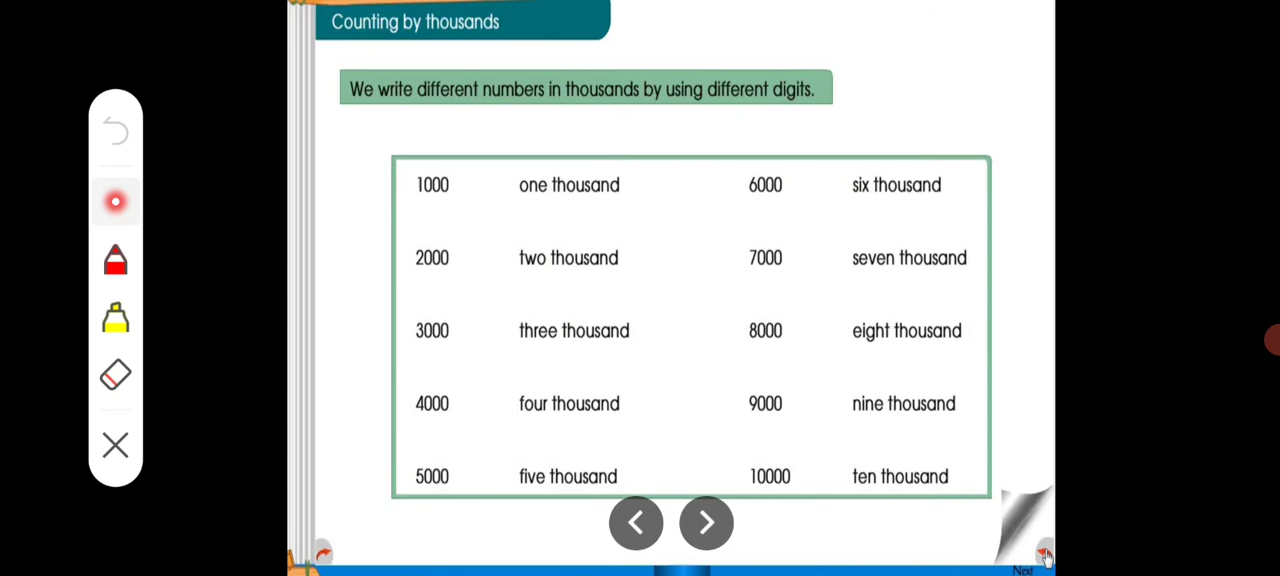 Counting by thousands
We write different numbers in thousands by using different digits.
1000 one thousand 6000 six thousand
2000 two thousand 7000 seven thousand
3000 three thousand 8000 eight thousand
4000 four thousand 9000 nine thousand
5000 five thousand 10000 ten thousand
Next